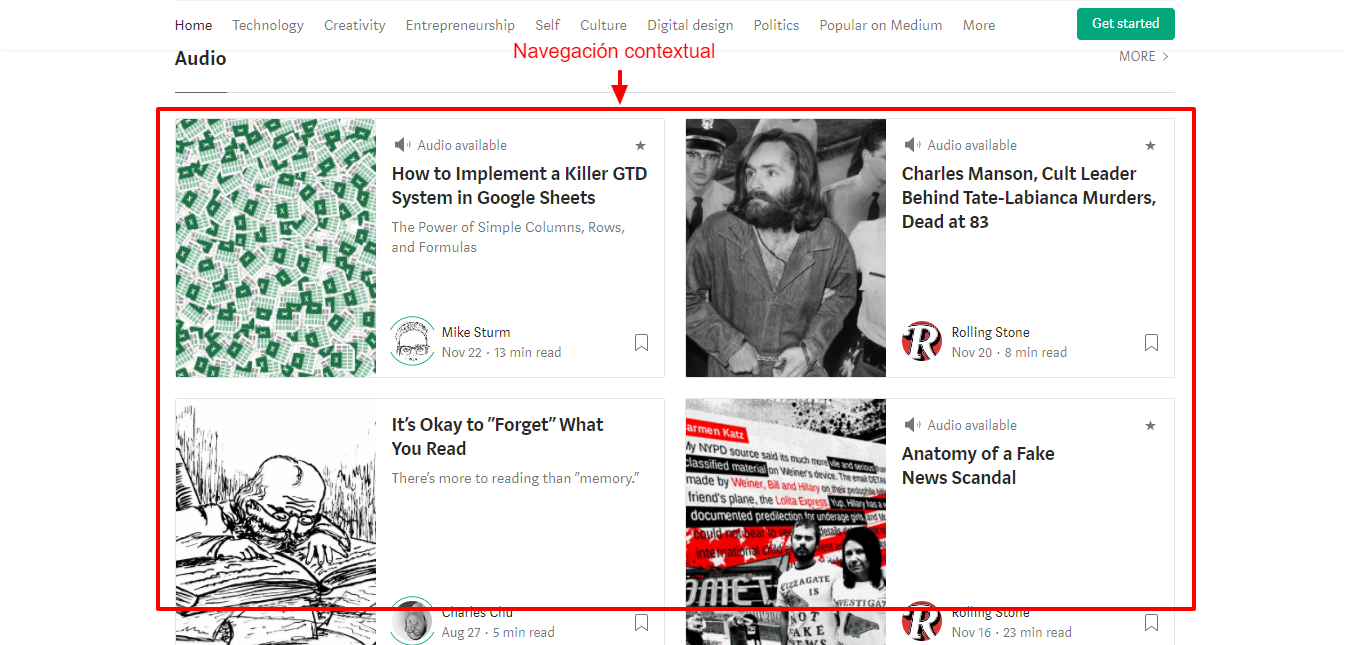 Home Technology Creativity Entrepreneurship Self Culture Digital design Politics Popular on Medium More Get started
Navegación contextual
Audio MORE
Audio available
How to Implement a Killer GTD
System in Google Sheets
The Power of Simple Columns, Rows,
and Formulas
Mike Sturm
Nov 22 · 13 min read
Audio available
Charles Manson, Cult Leader
Behind Tate-Labianca Murders,
Dead at 83
R
Rolling Stone
Nov 20 · 8 min read
It's Okay to "Forget" What
You Read
There's more to reading than "memory."
Charles Chu
Aug 27 · 5 min read
armen Katz
My NYPD source said its much more vile and serious
classified material on Weiner's device. The email DETA
made by Weiner, Bill and Hillary on their pedophile
friend's plane, the Lolita Express. Yup, Hillary has a
documented predilection for underage girls. and
could not bear to
international child
OMET
PIZZAGATE
IS
NOT
FAKE
NEWS
INVESTIGAT
Audio available
Anatomy of a Fake
News Scandal
R
Rolling Stone
Nov 16 · 23 min read